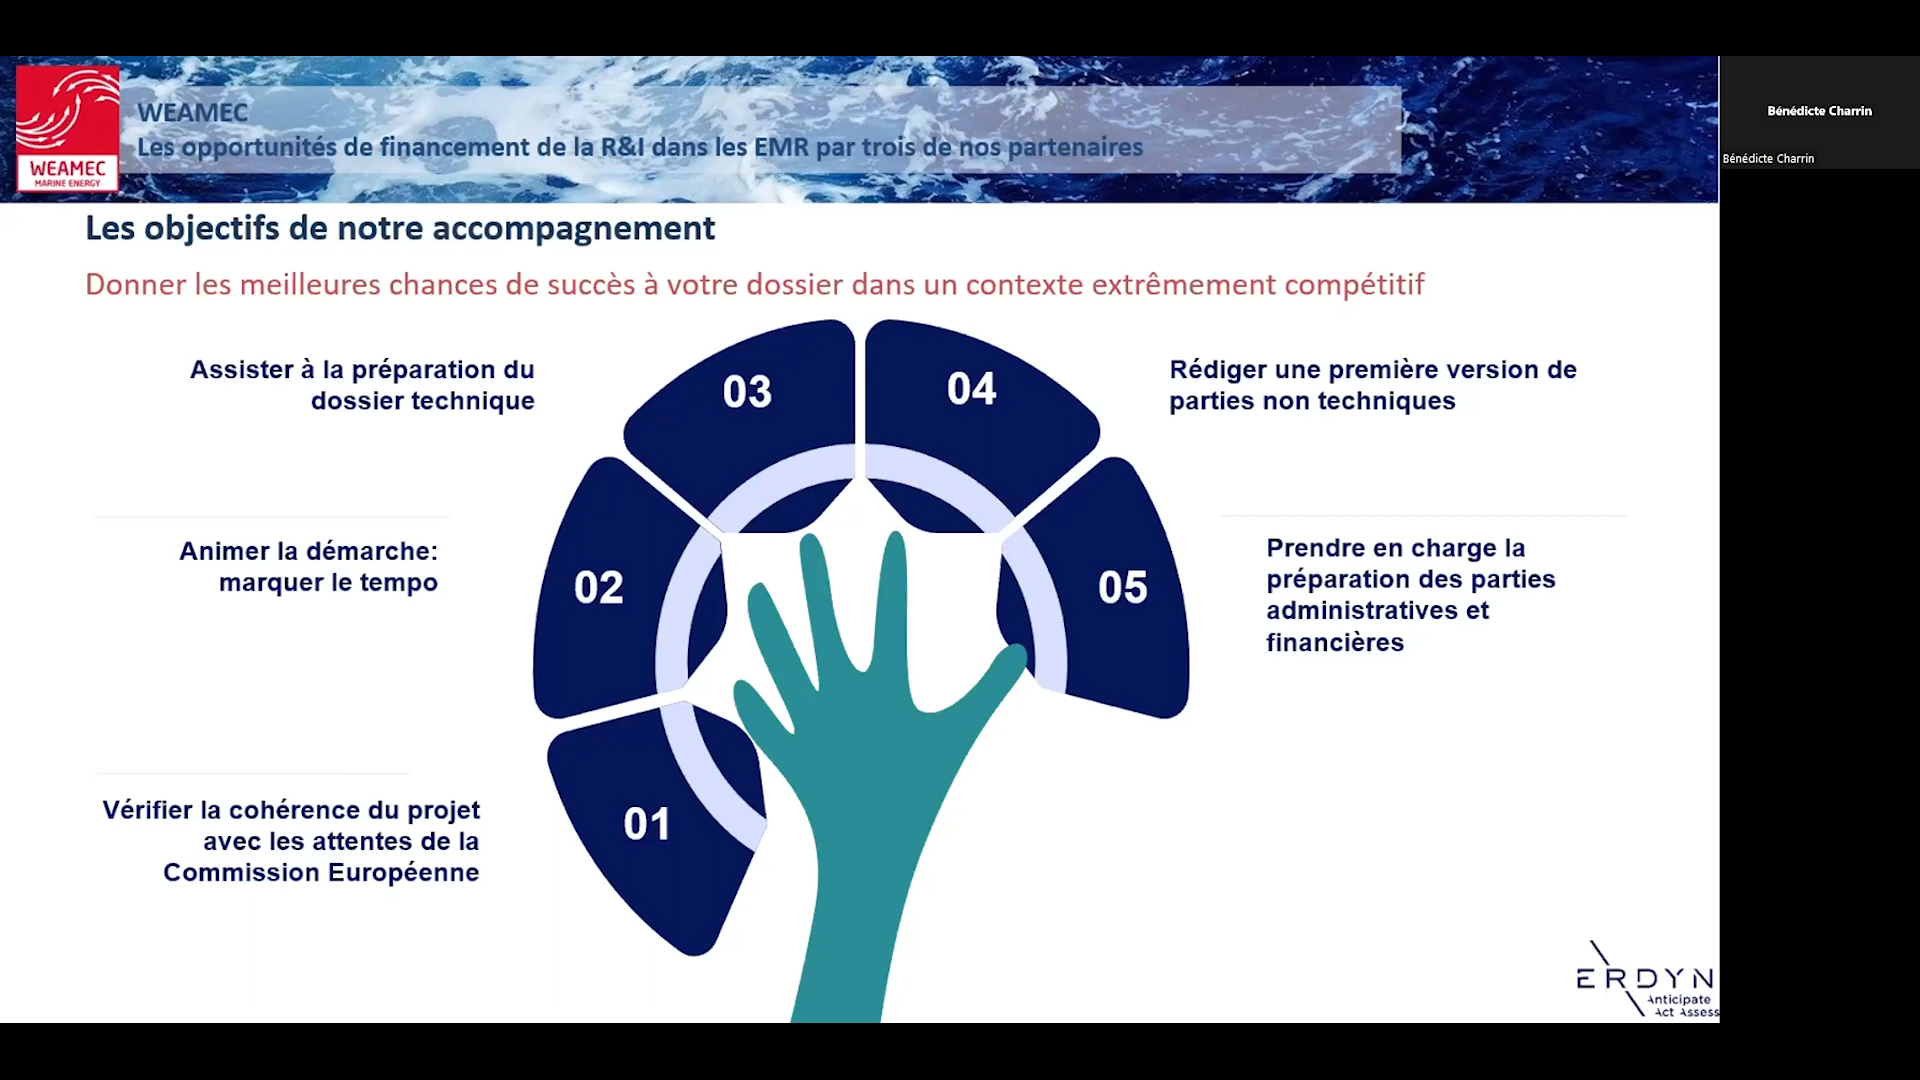 WEAMEC
Les opportunités de financement de la R&I dans les EMR par trois de nos partenaires
WEAMEC
MARINE ENERGY
Bénédicte Charrin
Bénédicte Charrin
Les objectifs de notre accompagnement
Donner les meilleures chances de succès à votre dossier dans un contexte extrêmement compétitif
Assister à la préparation du
dossier technique
03
04
Rédiger une première version de
parties non techniques
Animer la démarche:
marquer le tempo
02
05
Prendre en charge la
préparation des parties
administratives et
financières
Vérifier la cohérence du projet
avec les attentes de la
Commission Européenne
01
ERDYN
Anticipate
Act Assess